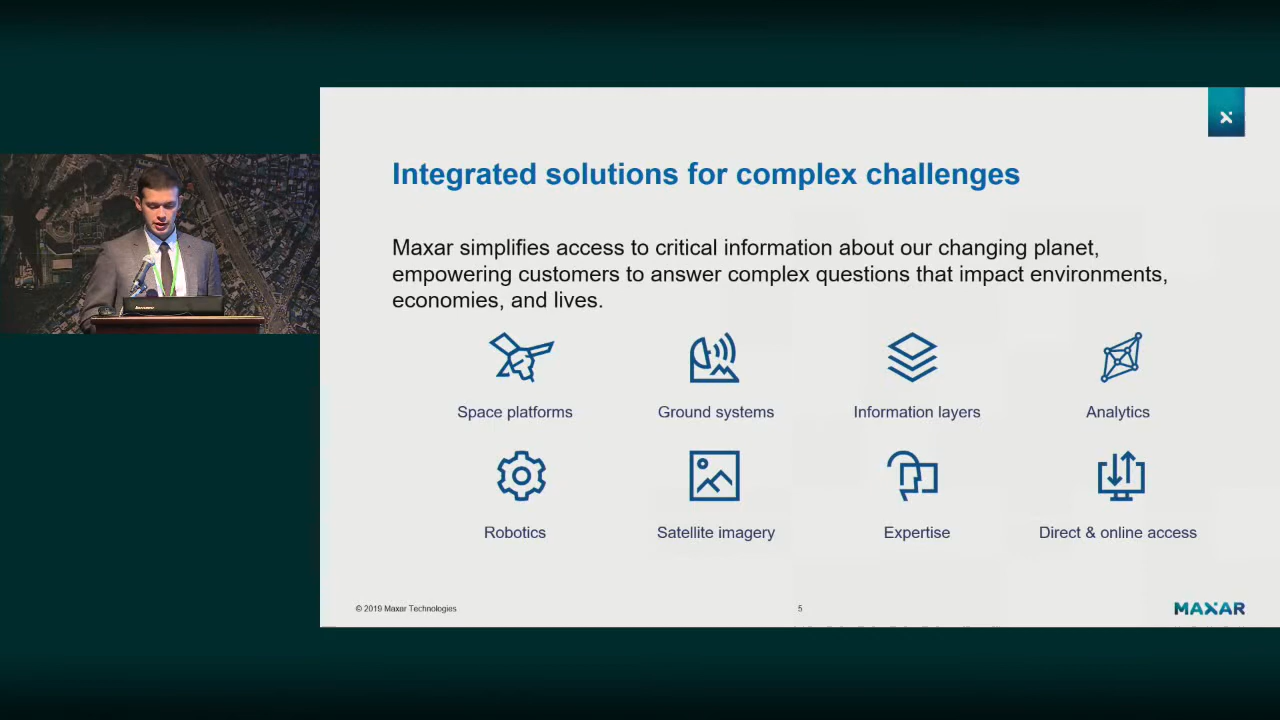 Integrated solutions for complex challenges
Maxar simplifies access to critical information about our changing planet,
empowering customers to answer complex questions that impact environments,
economies, and lives.
Space platforms
Ground systems
Information layers
Analytics
Robotics
Satellite imagery
Expertise
Direct & online access
© 2019 Maxar Technologies
5
MAXAR
lenovo